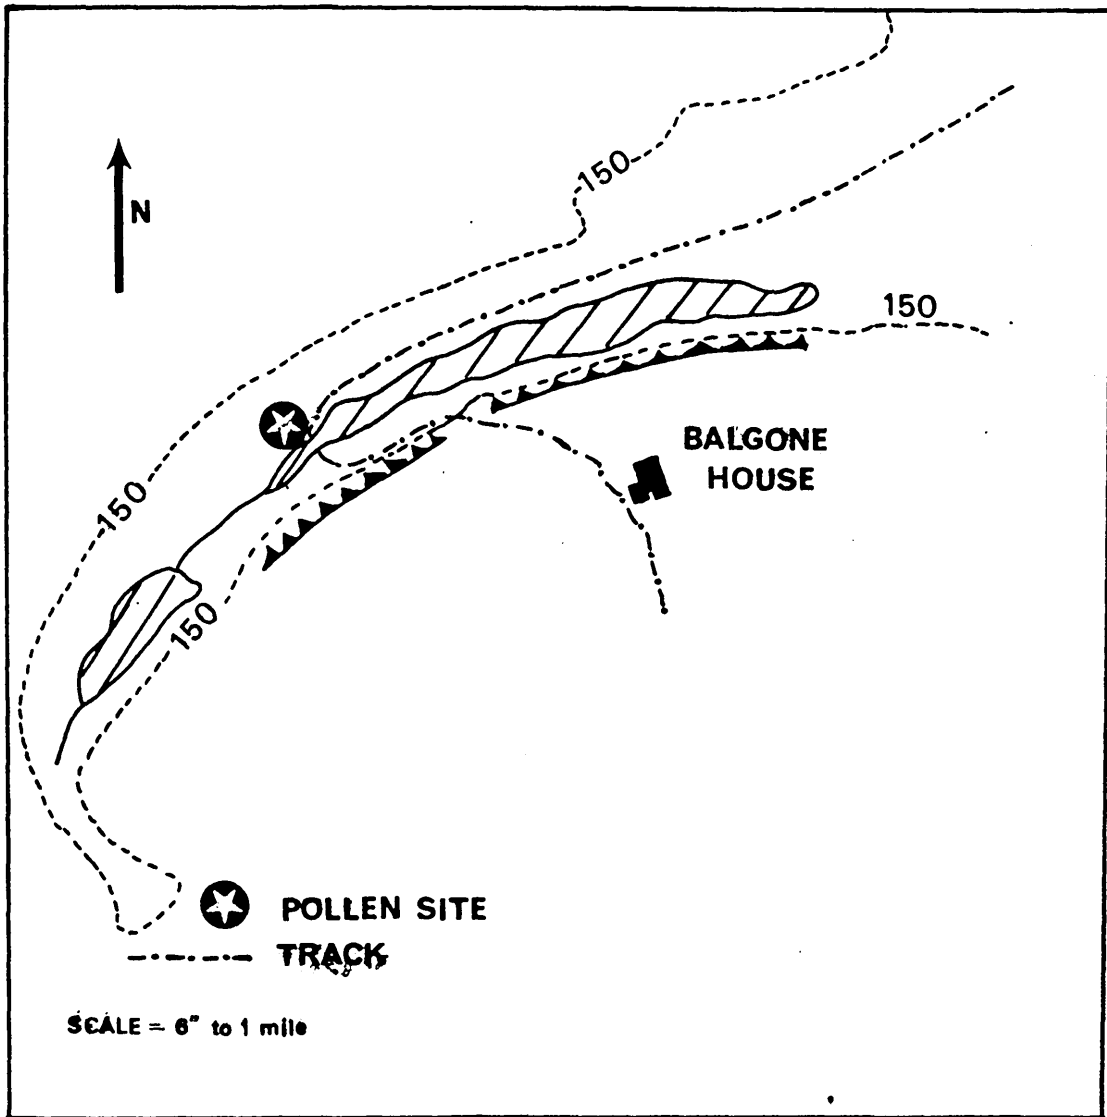 150
N
150
BALGONE
HOUSE
150
150
POLLEN SITE
TRACK
SCALE = 6" to 1 mile